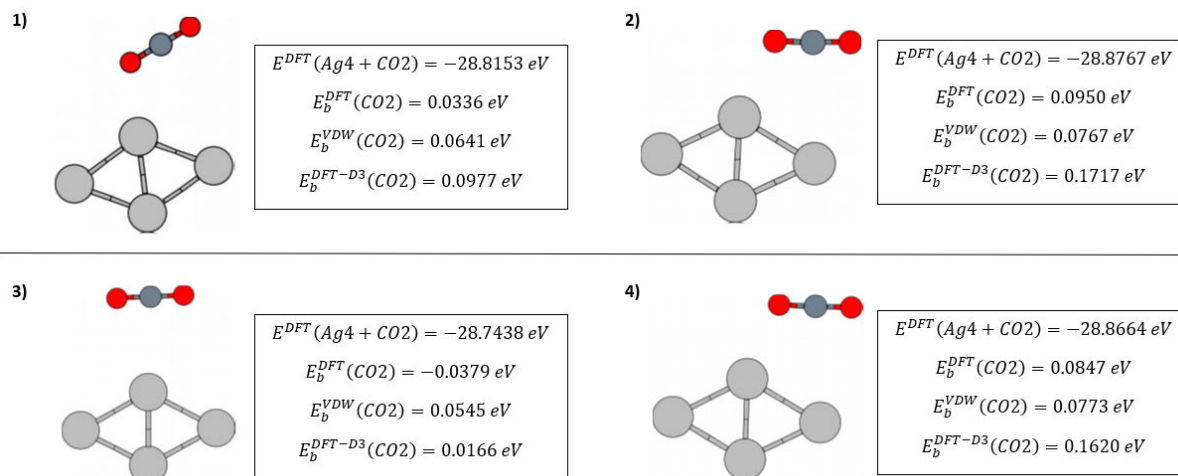 1)
E^DFT(Ag4 + CO2) = −28.8153 eV
E_b^DFT(CO2) = 0.0336 eV
E_b^VDW(CO2) = 0.0641 eV
E_b^DFT−D3(CO2) = 0.0977 eV
2)
E^DFT(Ag4 + CO2) = −28.8767 eV
E_b^DFT(CO2) = 0.0950 eV
E_b^VDW(CO2) = 0.0767 eV
E_b^DFT−D3(CO2) = 0.1717 eV
3)
E^DFT(Ag4 + CO2) = −28.7438 eV
E_b^DFT(CO2) = −0.0379 eV
E_b^VDW(CO2) = 0.0545 eV
E_b^DFT−D3(CO2) = 0.0166 eV
4)
E^DFT(Ag4 + CO2) = −28.8664 eV
E_b^DFT(CO2) = 0.0847 eV
E_b^VDW(CO2) = 0.0773 eV
E_b^DFT−D3(CO2) = 0.1620 eV